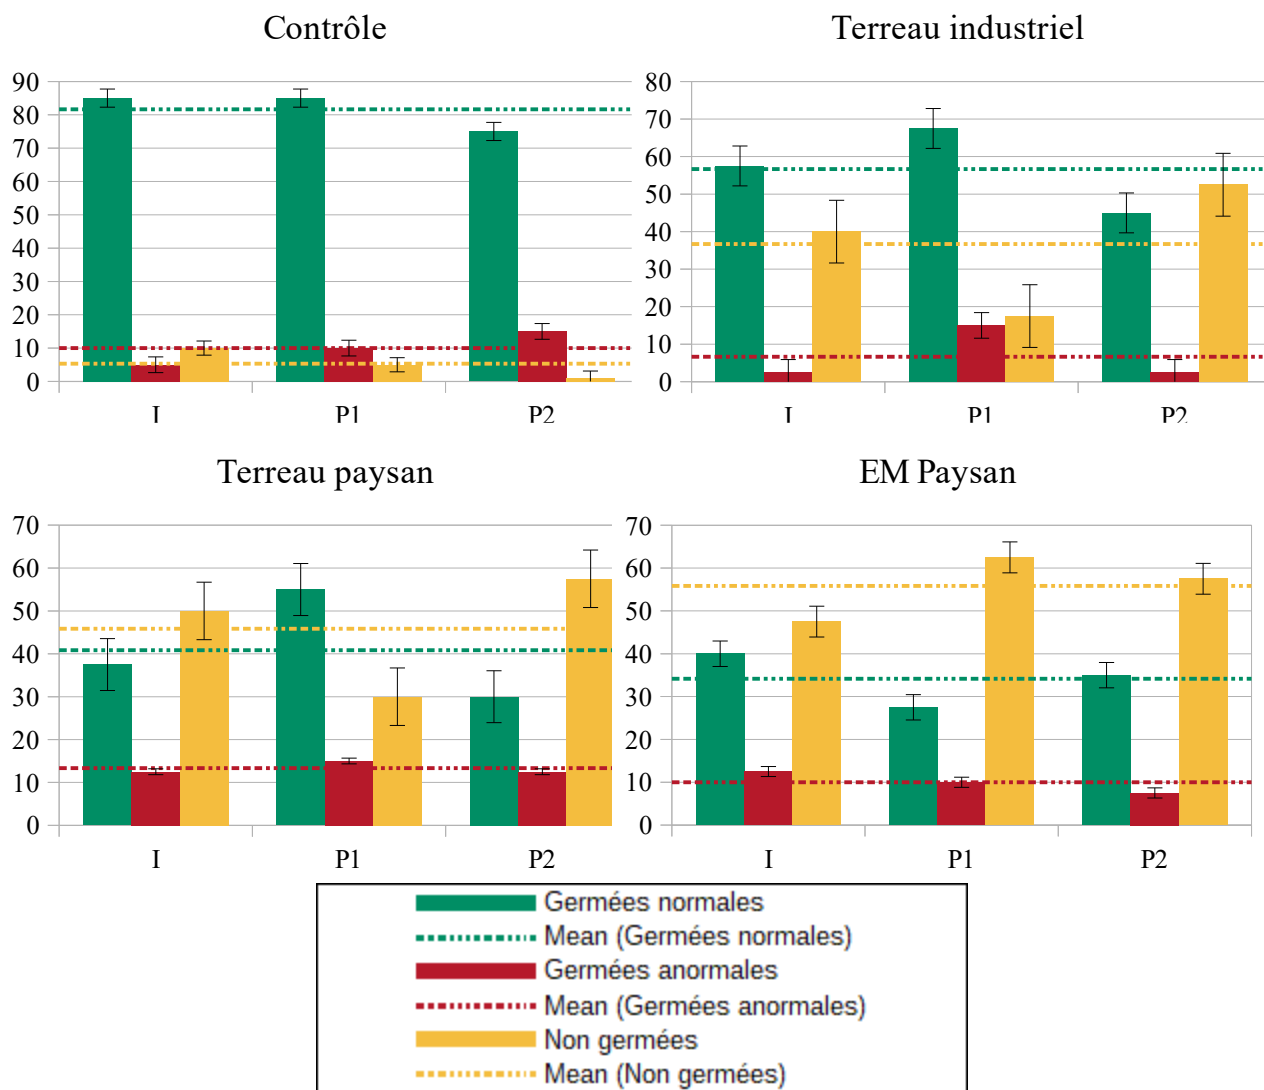 Contrôle
90
80
70
60
50
40
30
20
10
0
I P1 P2
Terreau industriel
80
70
60
50
40
30
20
10
0
I P1 P2
Terreau paysan
70
60
50
40
30
20
10
0
I P1 P2
EM Paysan
70
60
50
40
30
20
10
0
I P1 P2
Germées normales
Mean (Germées normales)
Germées anormales
Mean (Germées anormales)
Non germées
Mean (Non germées)